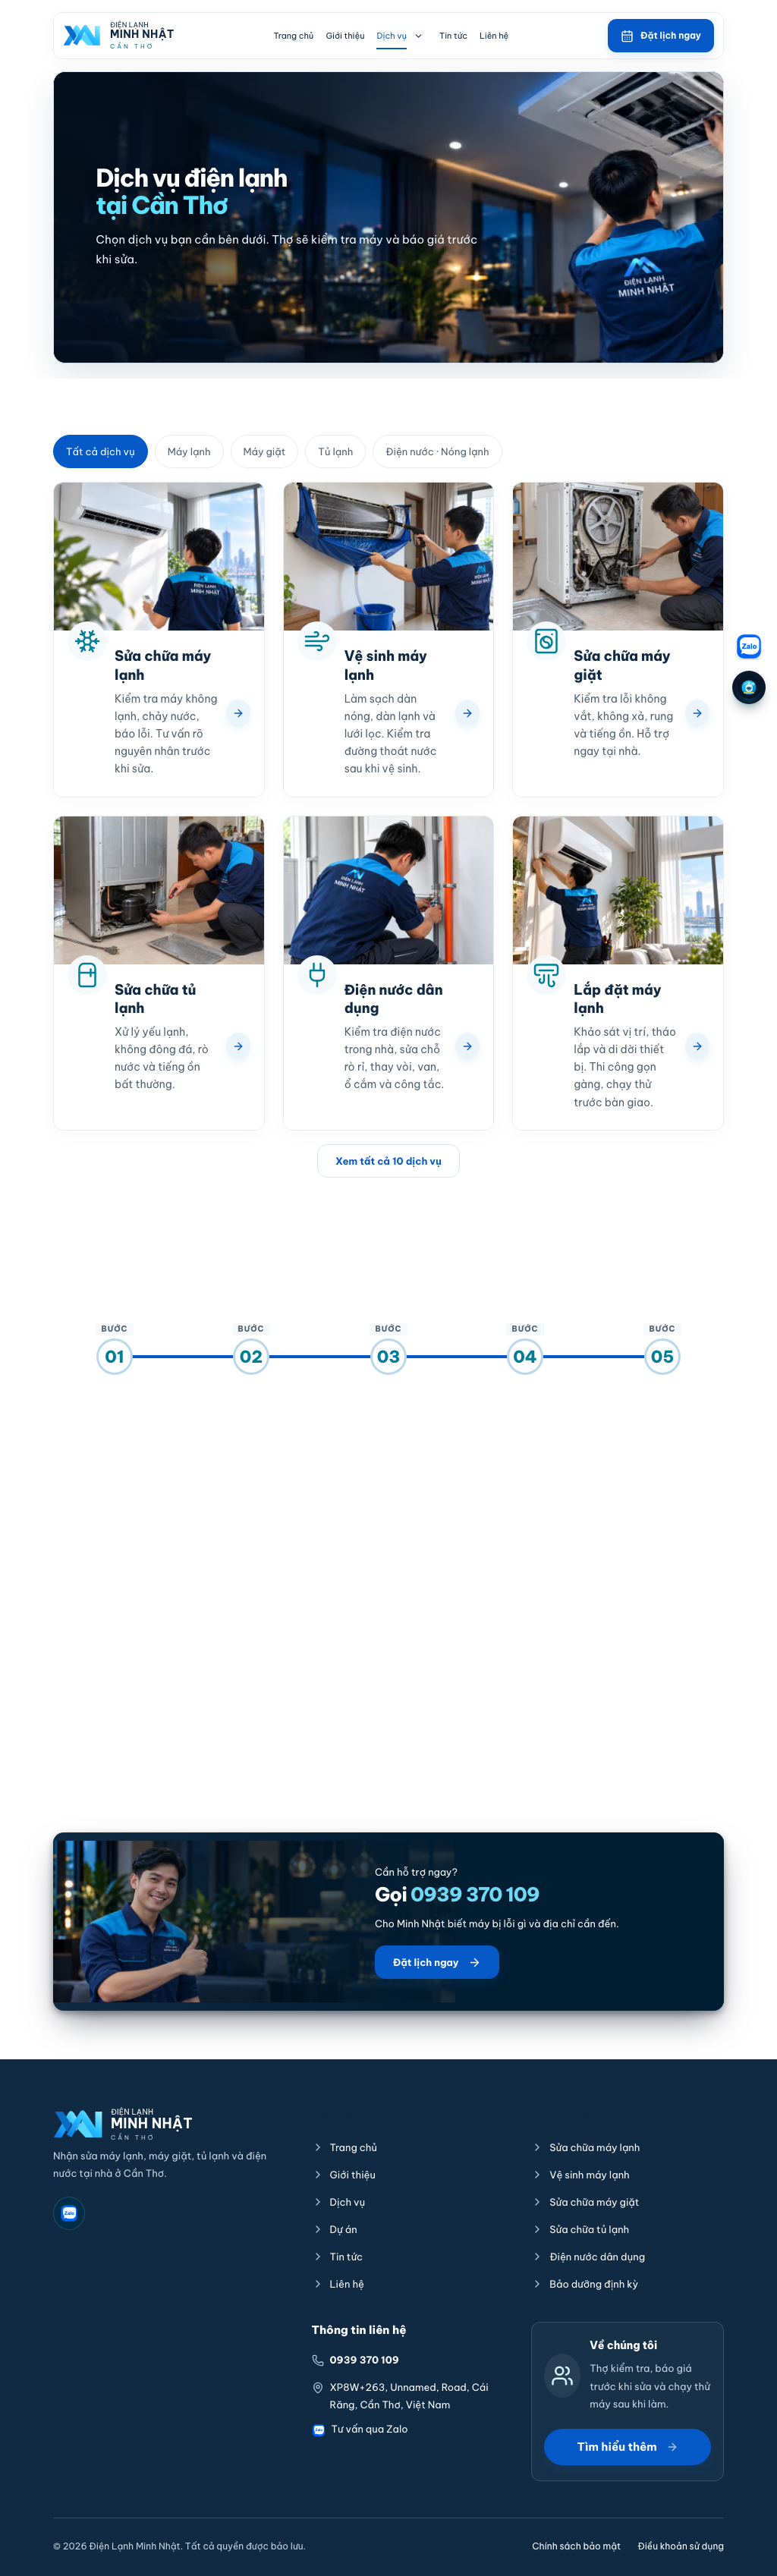 ĐIỆN LẠNH
MINH NHẬT
CẦN THƠ
Trang chủ
Giới thiệu
Dịch vụ
Tin tức
Liên hệ
Đặt lịch ngay
Dịch vụ điện lạnh
tại Cần Thơ
Chọn dịch vụ bạn cần bên dưới. Thợ sẽ kiểm tra máy và báo giá trước
khi sửa.
ĐIỆN LẠNH
MINH NHẬT
Tất cả dịch vụ
Máy lạnh
Máy giặt
Tủ lạnh
Điện nước · Nóng lạnh
ĐIỆN LẠNH
MINH NHẬT
Sửa chữa máy
lạnh
Kiểm tra máy không
lạnh, chảy nước,
báo lỗi. Tư vấn rõ
nguyên nhân trước
khi sửa.
Vệ sinh máy
lạnh
Làm sạch dàn
nóng, dàn lạnh và
lưới lọc. Kiểm tra
đường thoát nước
sau khi vệ sinh.
Sửa chữa máy
giặt
Kiểm tra lỗi không
vắt, không xả, rung
và tiếng ồn. Hỗ trợ
ngay tại nhà.
Zalo
ĐIỆN LẠNH
MINH NHẬT
Sửa chữa tủ
lạnh
Xử lý yếu lạnh,
không đông đá, rò
nước và tiếng ồn
bất thường.
Điện nước dân
dụng
Kiểm tra điện nước
trong nhà, sửa chỗ
rò rỉ, thay vòi, van,
ổ cắm và công tắc.
Lắp đặt máy
lạnh
Khảo sát vị trí, tháo
lắp và di dời thiết
bị. Thi công gọn
gàng, chạy thử
trước bàn giao.
Xem tất cả 10 dịch vụ
BƯỚC
01
BƯỚC
02
BƯỚC
03
BƯỚC
04
BƯỚC
05
Cần hỗ trợ ngay?
Gọi 0939 370 109
Cho Minh Nhật biết máy bị lỗi gì và địa chỉ cần đến.
Đặt lịch ngay
ĐIỆN LẠNH
MINH NHẬT
CẦN THƠ
Nhận sửa máy lạnh, máy giặt, tủ lạnh và điện
nước tại nhà ở Cần Thơ.
Zalo
Trang chủ
Giới thiệu
Dịch vụ
Dự án
Tin tức
Liên hệ
Sửa chữa máy lạnh
Vệ sinh máy lạnh
Sửa chữa máy giặt
Sửa chữa tủ lạnh
Điện nước dân dụng
Bảo dưỡng định kỳ
Thông tin liên hệ
0939 370 109
XP8W+263, Unnamed, Road, Cái
Răng, Cần Thơ, Việt Nam
Tư vấn qua Zalo
Về chúng tôi
Thợ kiểm tra, báo giá
trước khi sửa và chạy thử
máy sau khi làm.
Tìm hiểu thêm
© 2026 Điện Lạnh Minh Nhật. Tất cả quyền được bảo lưu.
Chính sách bảo mật
Điều khoản sử dụng